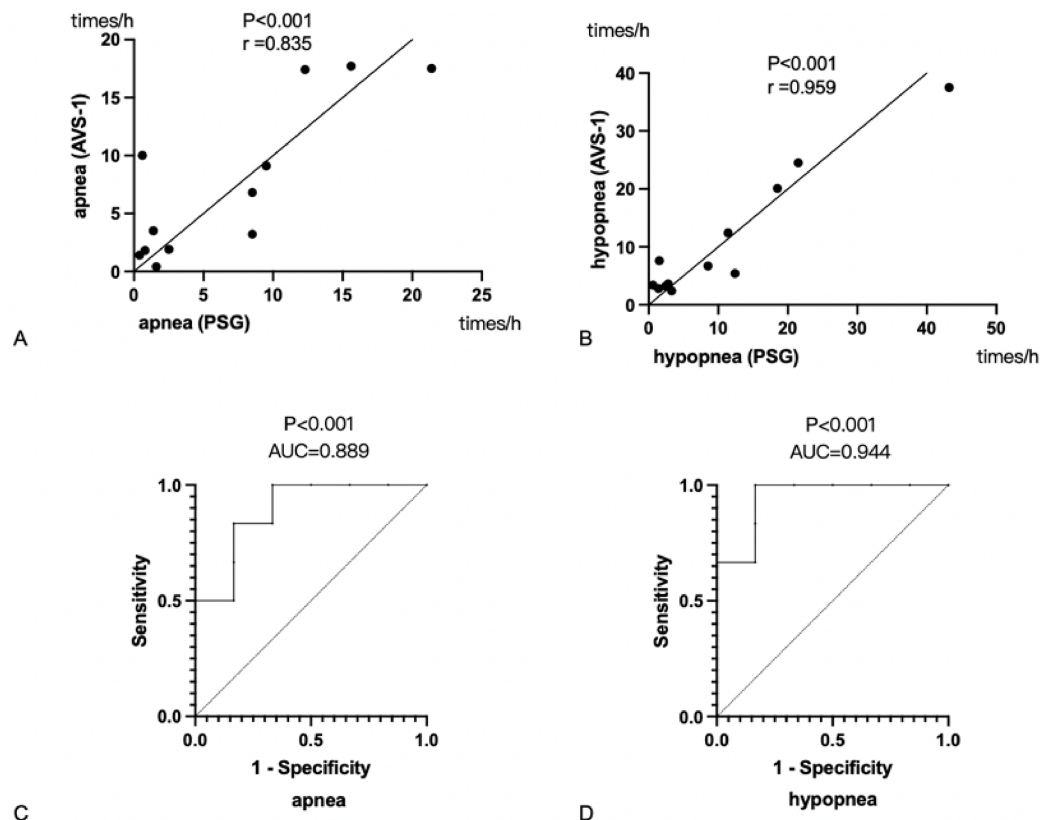 times/h
P<0.001
r =0.835
20
15
10
5
0
apnea (AVS-1)
0 5 10 15 20 25
apnea (PSG)
times/h
A
times/h
P<0.001
r =0.959
40
30
20
10
0
hypopnea (AVS-1)
0 10 20 30 40 50
hypopnea (PSG)
times/h
B
P<0.001
AUC=0.889
1.0
0.5
0.0
Sensitivity
0.0 0.5 1.0
1 - Specificity
apnea
C
P<0.001
AUC=0.944
1.0
0.5
0.0
Sensitivity
0.0 0.5 1.0
1 - Specificity
hypopnea
D